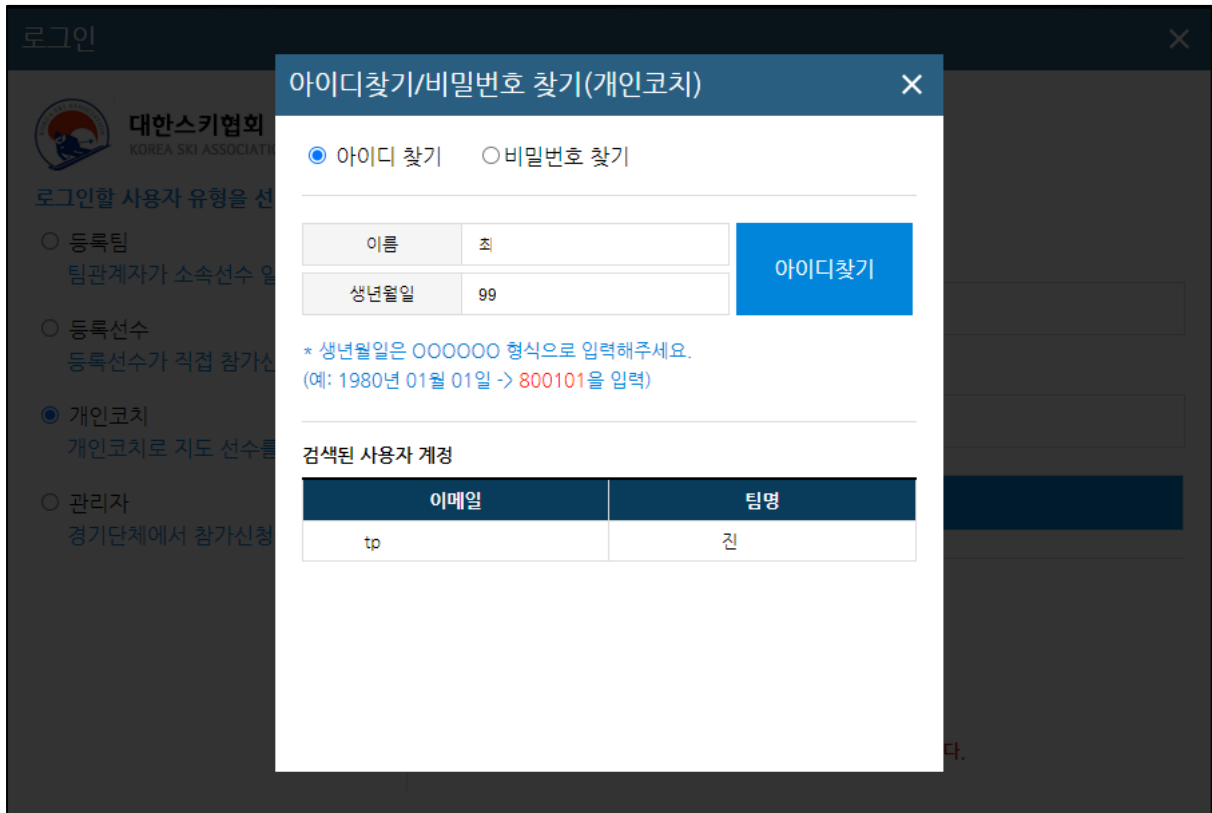 로그인
대한스키협회
KOREA SKI ASSOCIATI
로그인할 사용자 유형을 선
등록팀
팀관계자가 소속선수 일
등록선수
등록선수가 직접 참가신
개인코치
개인코치로 지도 선수를
관리자
경기단체에서 참가신청
아이디찾기/비밀번호 찾기(개인코치)
아이디 찾기 비밀번호 찾기
이름 최
생년월일 99
아이디찾기
* 생년월일은 OOOOOO 형식으로 입력해주세요.
(예: 1980년 01월 01일 -> 800101을 입력)
검색된 사용자 계정
이메일 팀명
tp 진
다.